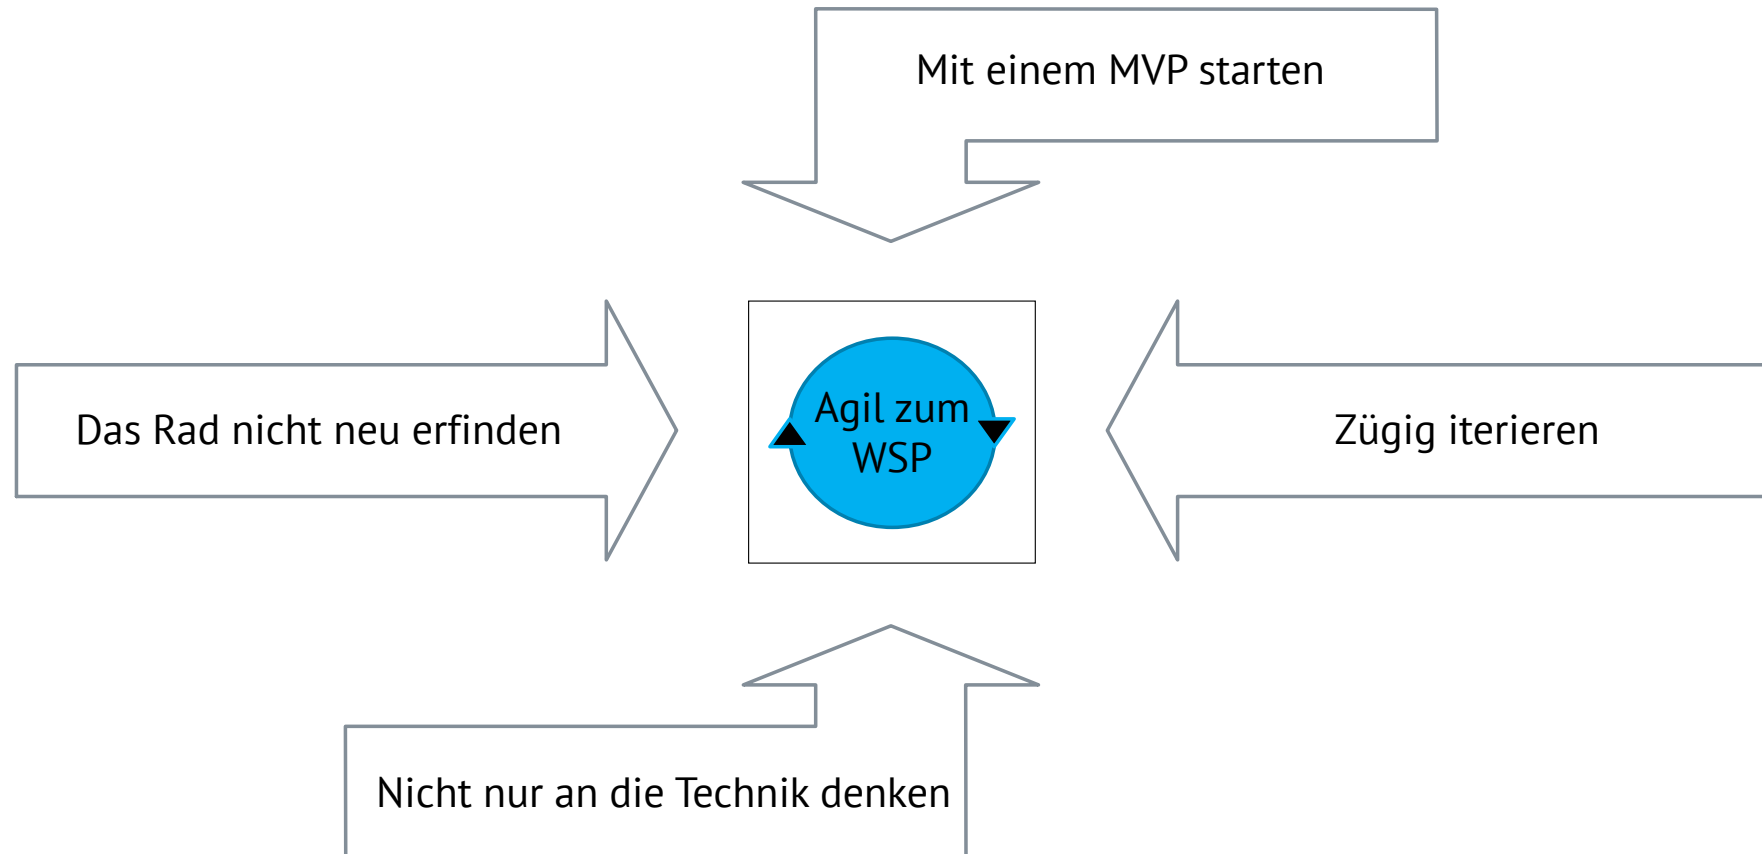 Mit einem MVP starten
Das Rad nicht neu erfinden
Agil zum
WSP
Zügig iterieren
Nicht nur an die Technik denken